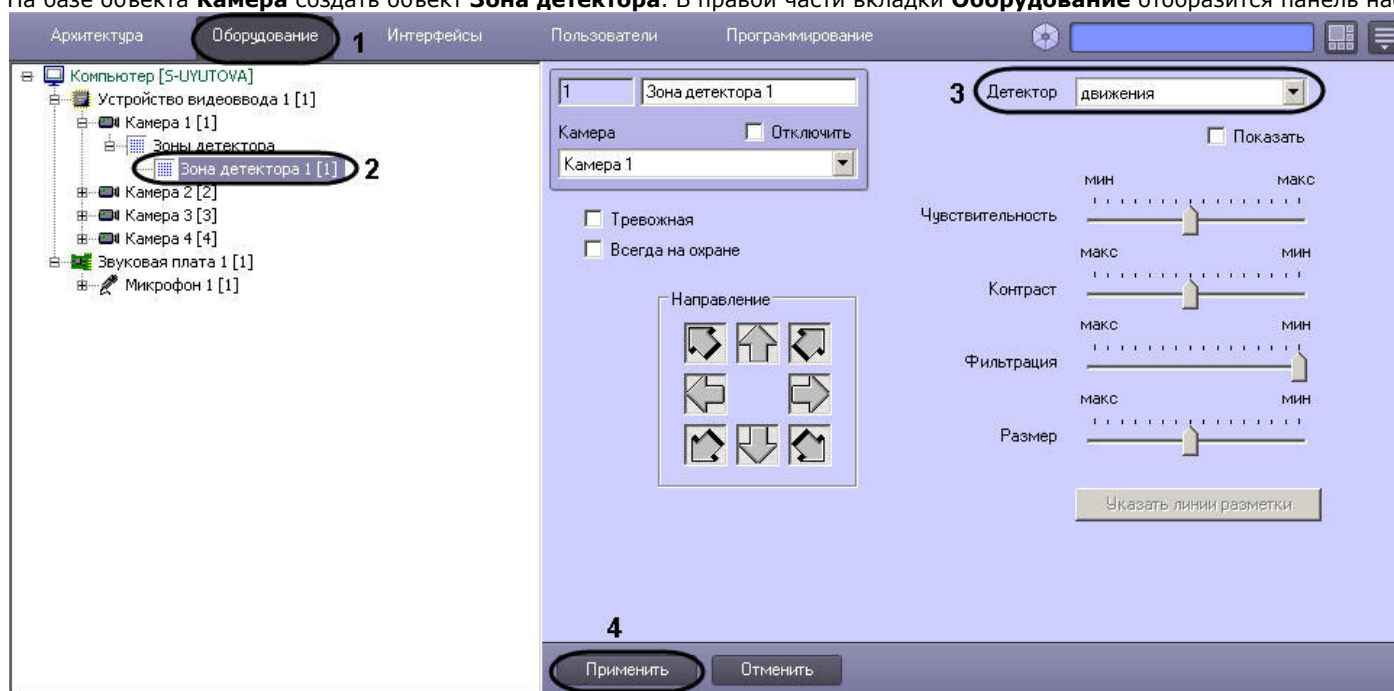 На базе объекта Камера создать объект Зона детектора. В правой части вкладки Оборудование отобразится панель
Архитектура Оборудование 1 Интерфейсы Пользователи Программирование
Компьютер [S-UYUTOVA]
Устройство видеоввода 1 [1]
Камера 1 [1]
Зоны детектора
Зона детектора 1 [1] 2
Камера 2 [2]
Камера 3 [3]
Камера 4 [4]
Звуковая плата 1 [1]
Микрофон 1 [1]
1 Зона детектора 1
Камера Отключить
Камера 1
Тревожная
Всегда на охране
Направление
3 Детектор движения
Показать
мин макс
Чувствительность
макс мин
Контраст
макс мин
Фильтрация
макс мин
Размер
Указать линии разметки
4
Применить Отменить